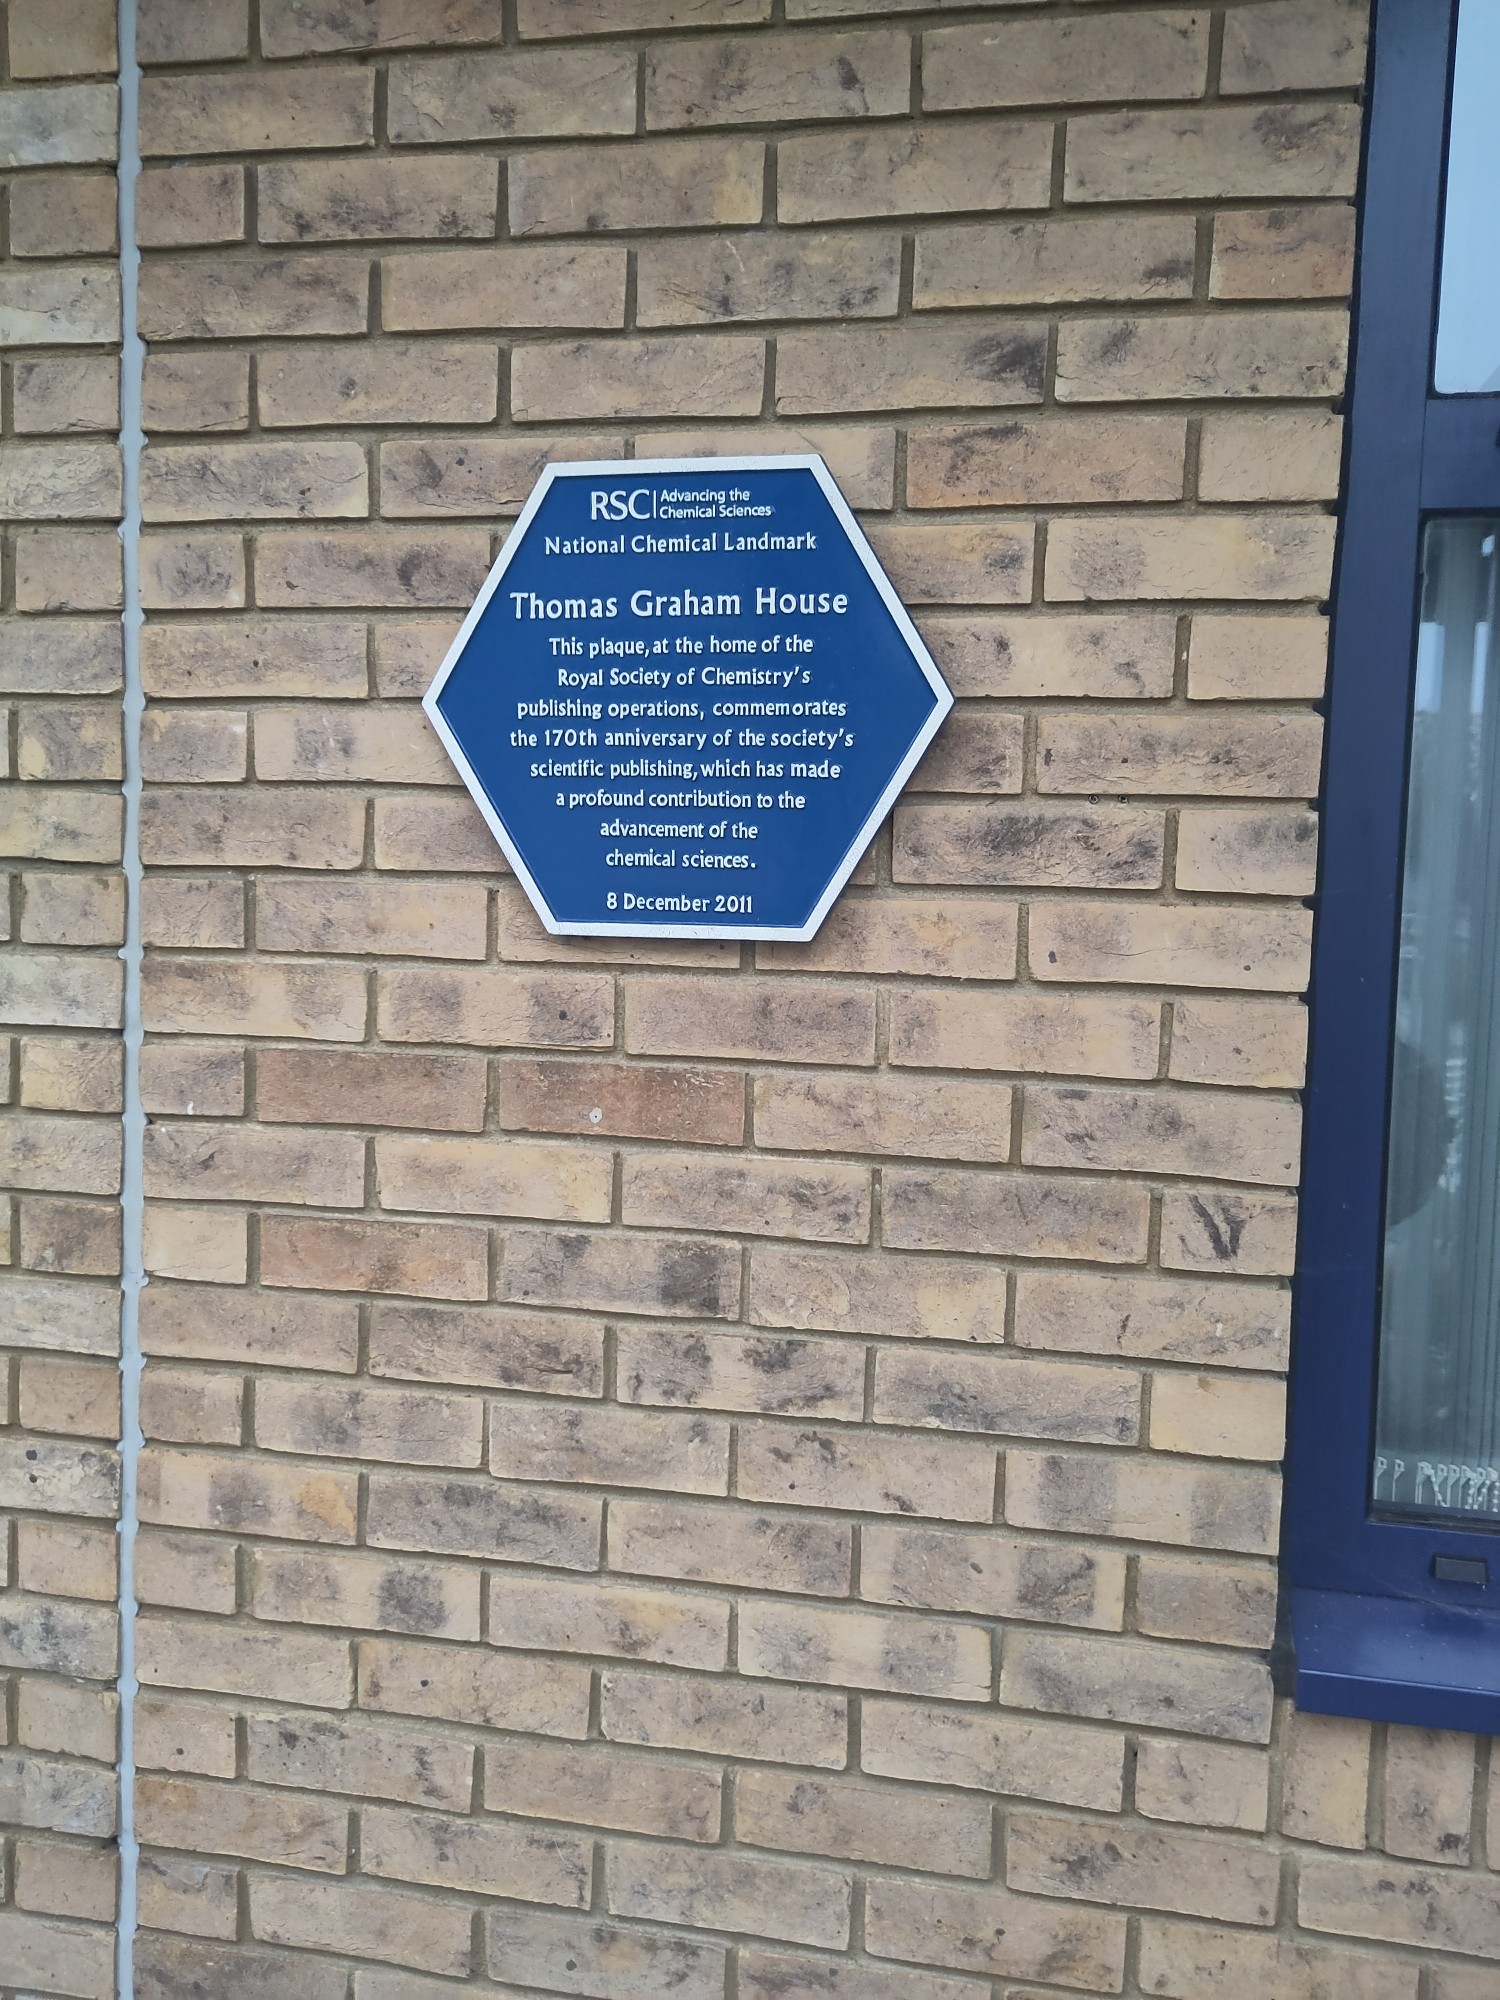 RSC Advancing the
Chemical Sciences
National Chemical Landmark
Thomas Graham House
This plaque, at the home of the
Royal Society of Chemistry's
publishing operations, commemorates
the 170th anniversary of the society's
scientific publishing, which has made
a profound contribution to the
advancement of the
chemical sciences.
8 December 2011